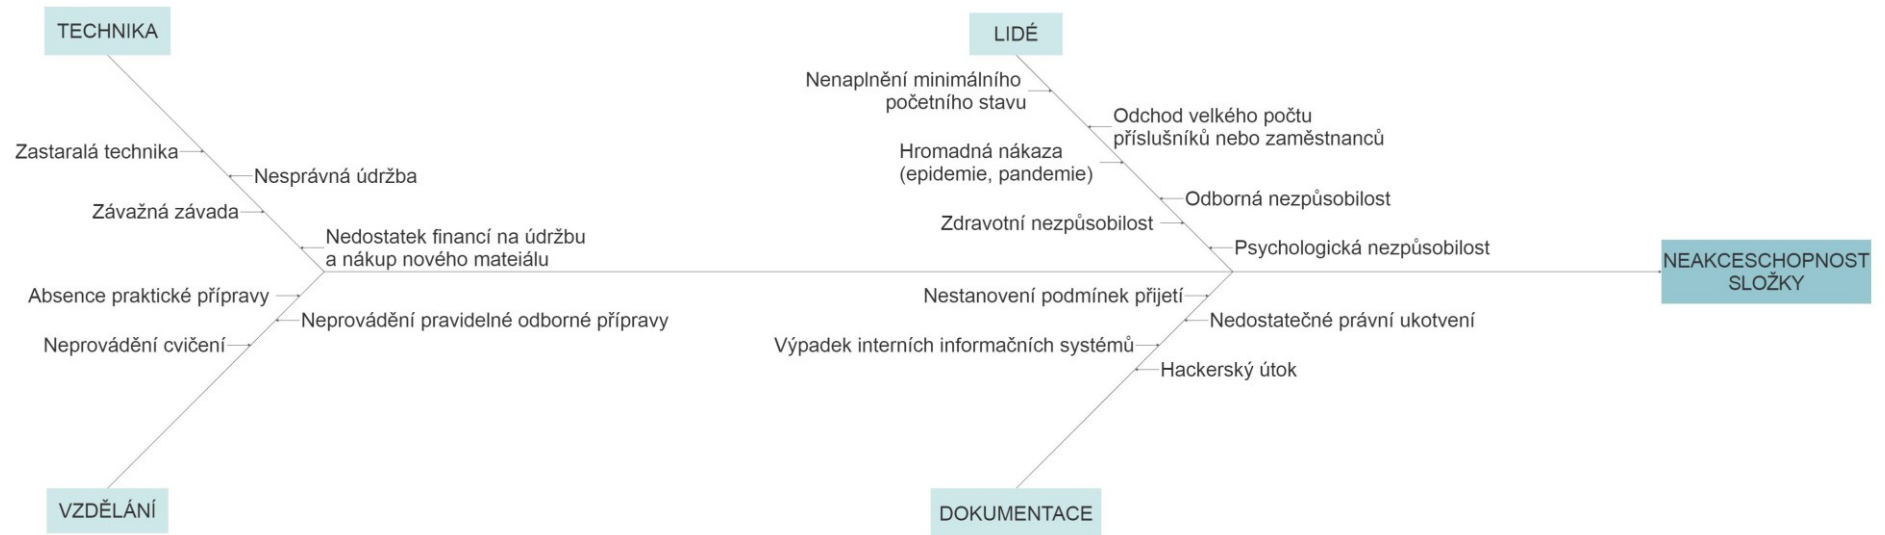 TECHNIKA
Zastaralá technika
Nesprávná údržba
Závažná závada
Nedostatek financí na údržbu
a nákup nového mateiálu
LIDÉ
Nenaplnění minimálního
početního stavu
Odchod velkého počtu
příslušníků nebo zaměstnanců
Hromadná nákaza
(epidemie, pandemie)
Odborná nezpůsobilost
Zdravotní nezpůsobilost
Psychologická nezpůsobilost
NEAKCESCHOPNOST
SLOŽKY
Absence praktické přípravy
Neprovádění pravidelné odborné přípravy
Neprovádění cvičení
VZDĚLÁNÍ
Nestanovení podmínek přijetí
Nedostatečné právní ukotvení
Výpadek interních informačních systémů
Hackerský útok
DOKUMENTACE